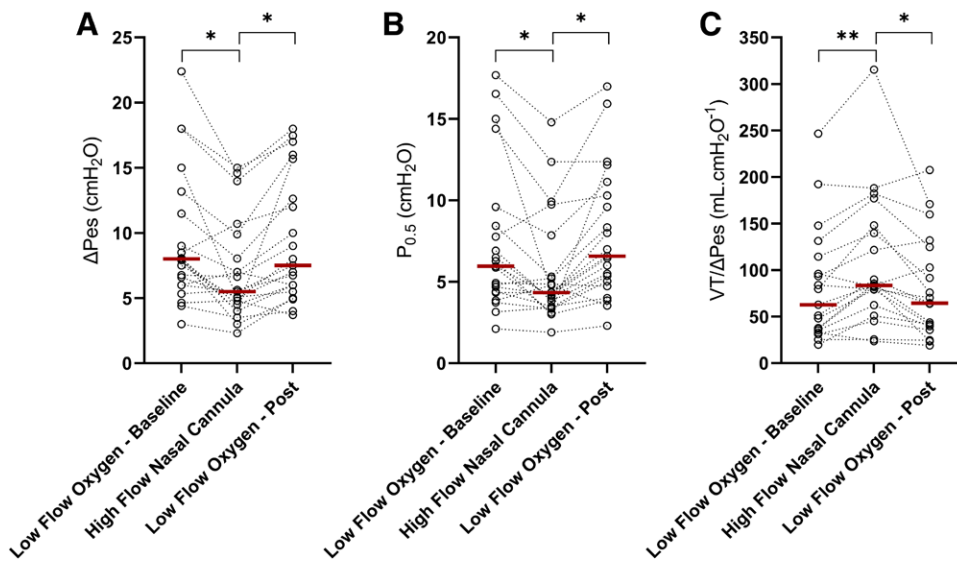 A
B
C
*
*
*
*
**
*
ΔPes (cmH₂O)
25
20
15
10
5
0
P₀.₅ (cmH₂O)
20
15
10
5
0
VT/ΔPes (mL.cmH₂O⁻¹)
350
300
250
200
150
100
50
0
Low Flow Oxygen - Baseline
High Flow Nasal Cannula
Low Flow Oxygen - Post
Low Flow Oxygen - Baseline
High Flow Nasal Cannula
Low Flow Oxygen - Post
Low Flow Oxygen - Baseline
High Flow Nasal Cannula
Low Flow Oxygen - Post